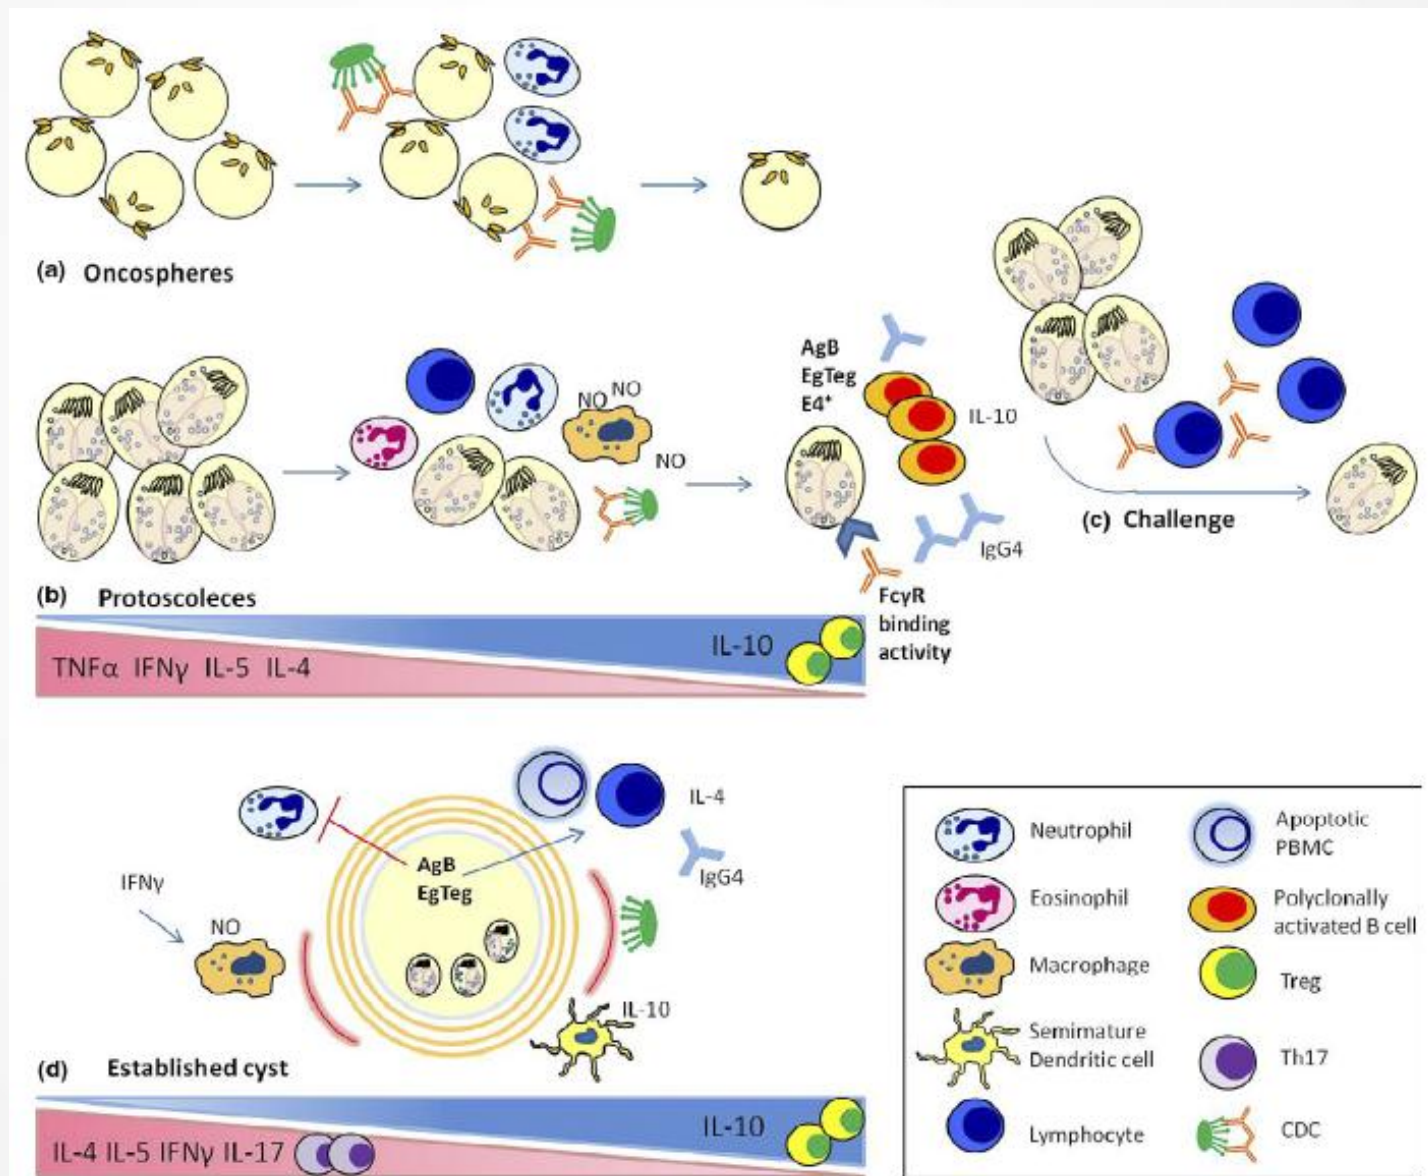 (a) Oncospheres
NO NO
NO
AgB
EgTeg
E4+
IL-10
IgG4
(c) Challenge
(b) Protoscoleces
FcγR
binding
activity
IL-10
TNFα IFNγ IL-5 IL-4
IL-4
IgG4
AgB
EgTeg
IFNγ
NO
IL-10
(d) Established cyst
IL-10
IL-4 IL-5 IFNγ IL-17
Neutrophil
Eosinophil
Macrophage
Semimature
Dendritic cell
Lymphocyte
Apoptotic
PBMC
Polyclonally
activated B cell
Treg
Th17
CDC